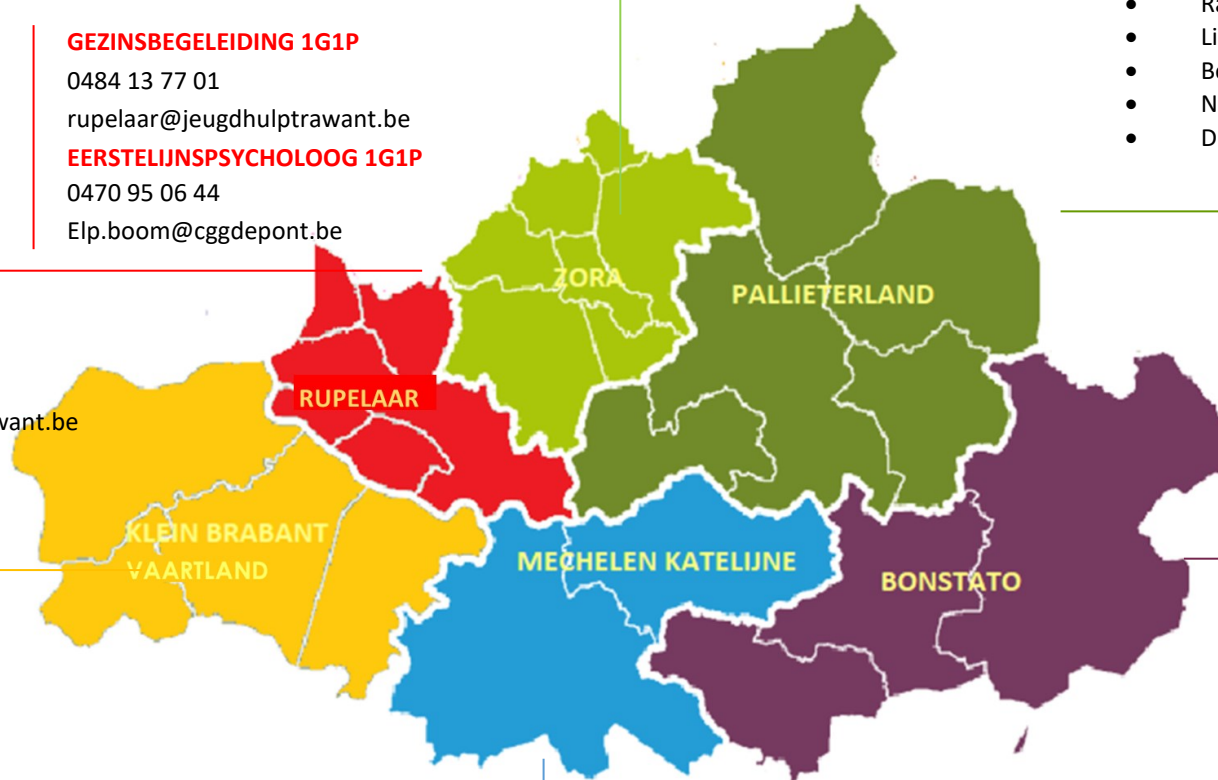 GEZINSBEGELEIDING 1G1P
0484 13 77 01
rupelaar@jeugdhulptrawant.be
EERSTELIJNSPSYCHOLOOG 1G1P
0470 95 06 44
Elp.boom@cggdepont.be
ZORA
PALLIETERLAND
RUPELAAR
KLEIN BRABANT
VAARTLAND
MECHELEN KATELIJNE
BONSTATO